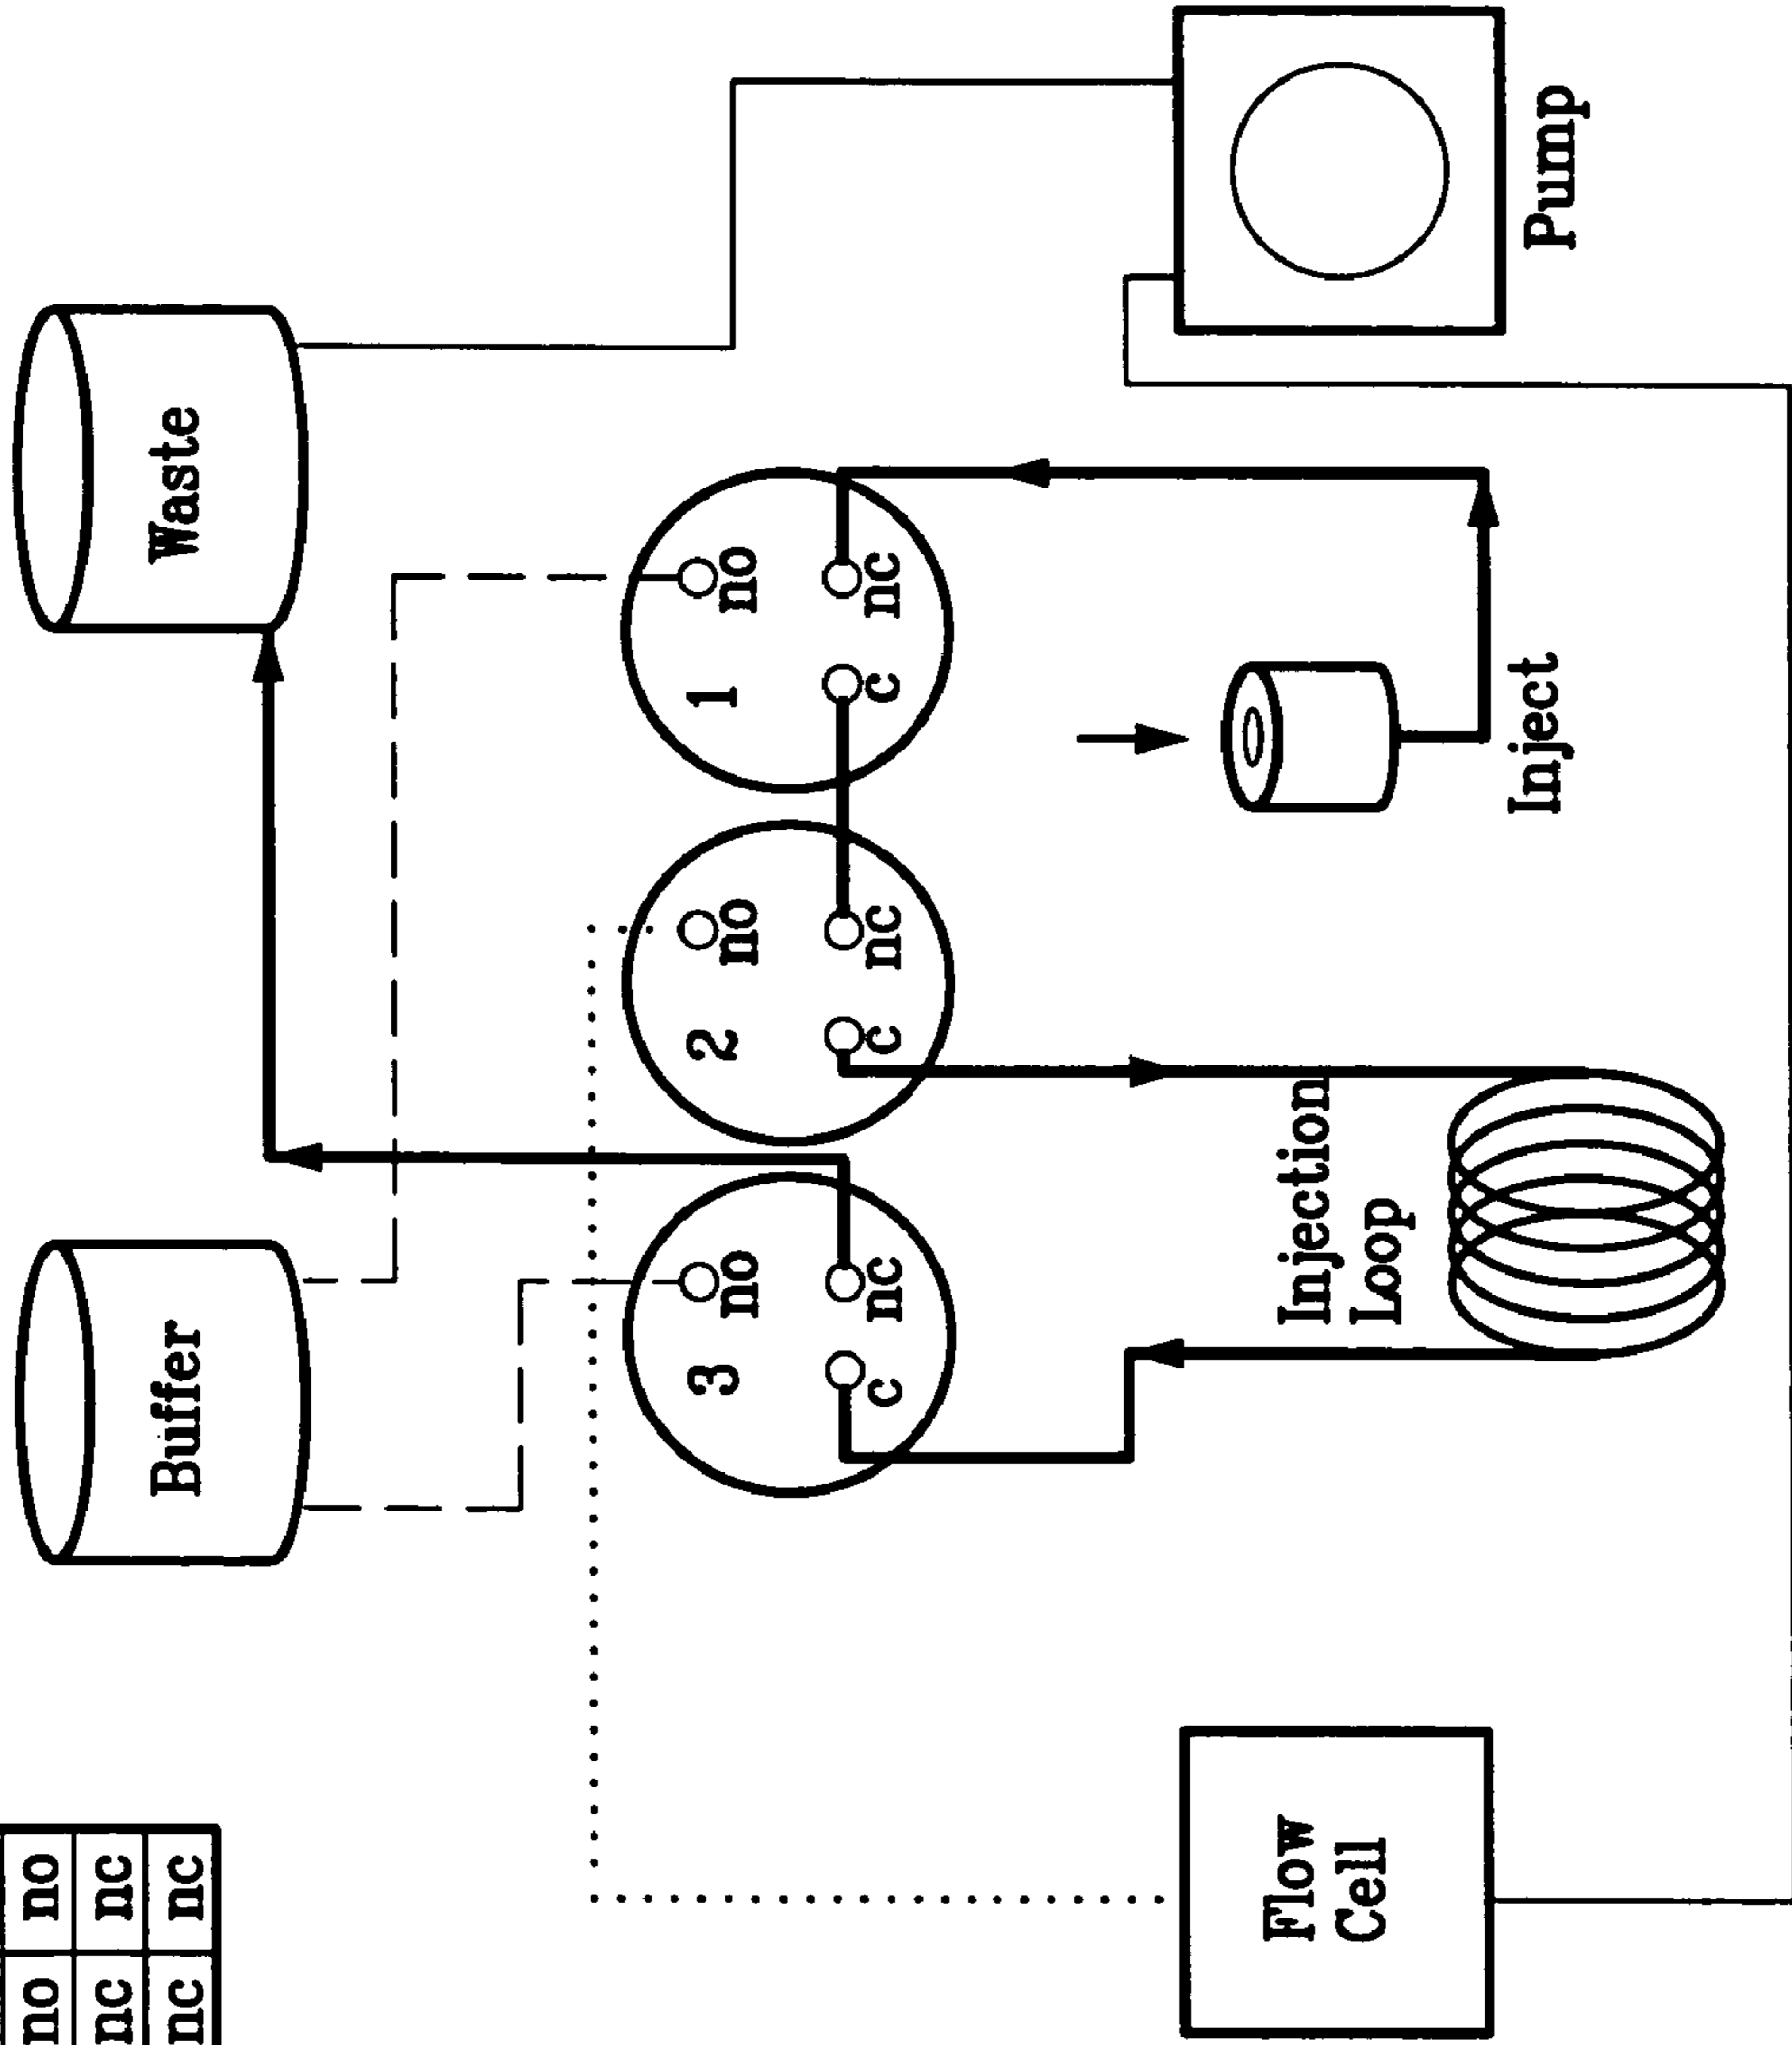 no no
nc nc
nc nc
Buffer
Waste
3 no
c nc
2 no
c nc
1 no
c nc
Flow
Cell
Injection
Loop
Inject
Pump